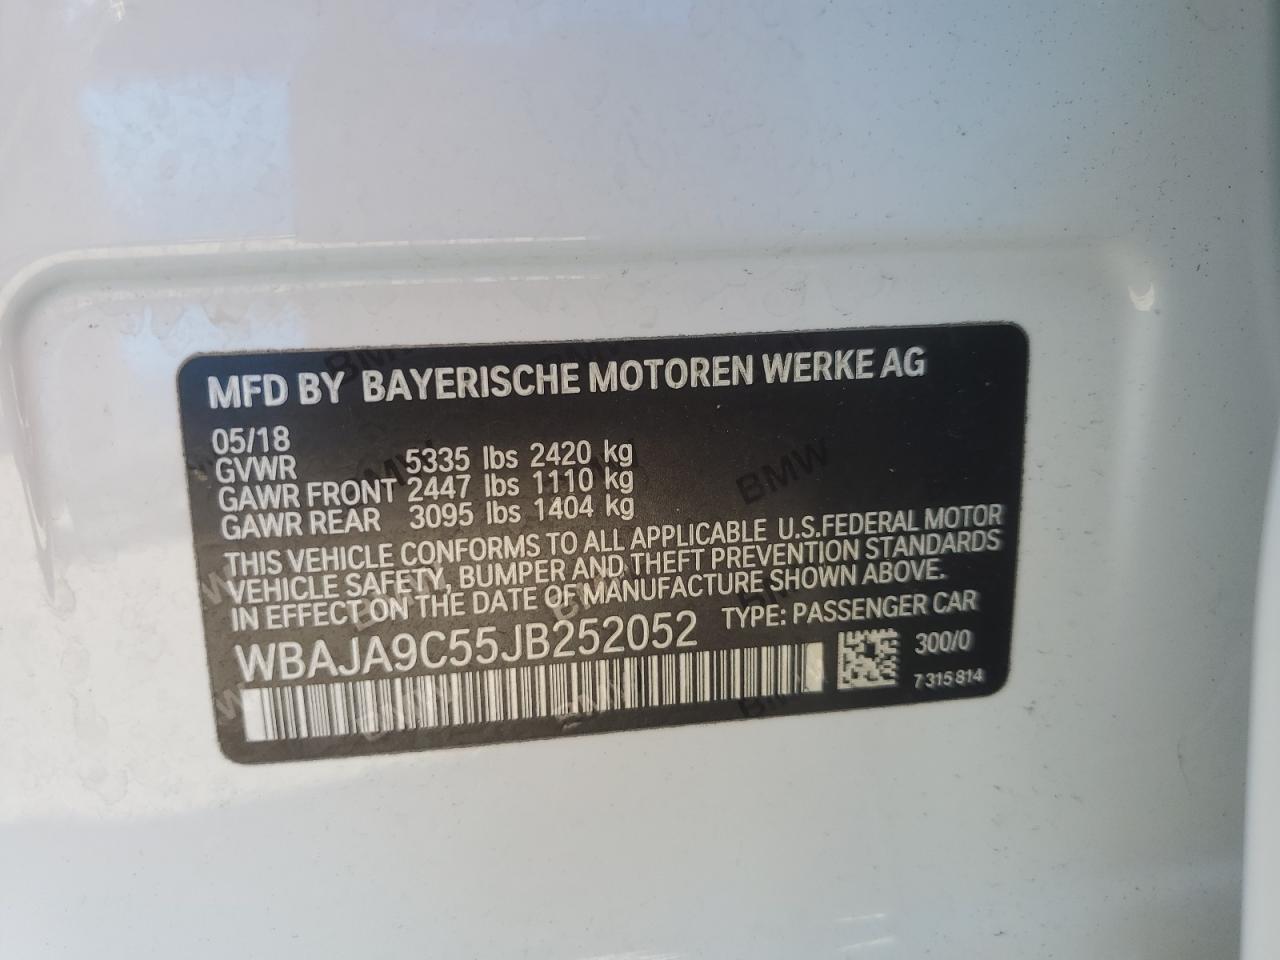 MFD BY BAYERISCHE MOTOREN WERKE AG
05/18
GVWR 5335 lbs 2420 kg
GAWR FRONT 2447 lbs 1110 kg
GAWR REAR 3095 lbs 1404 kg
THIS VEHICLE CONFORMS TO ALL APPLICABLE U.S.FEDERAL MOTOR
VEHICLE SAFETY, BUMPER AND THEFT PREVENTION STANDARDS
IN EFFECT ON THE DATE OF MANUFACTURE SHOWN ABOVE.
WBAJA9C55JB252052 TYPE: PASSENGER CAR
300/0
7 315 814